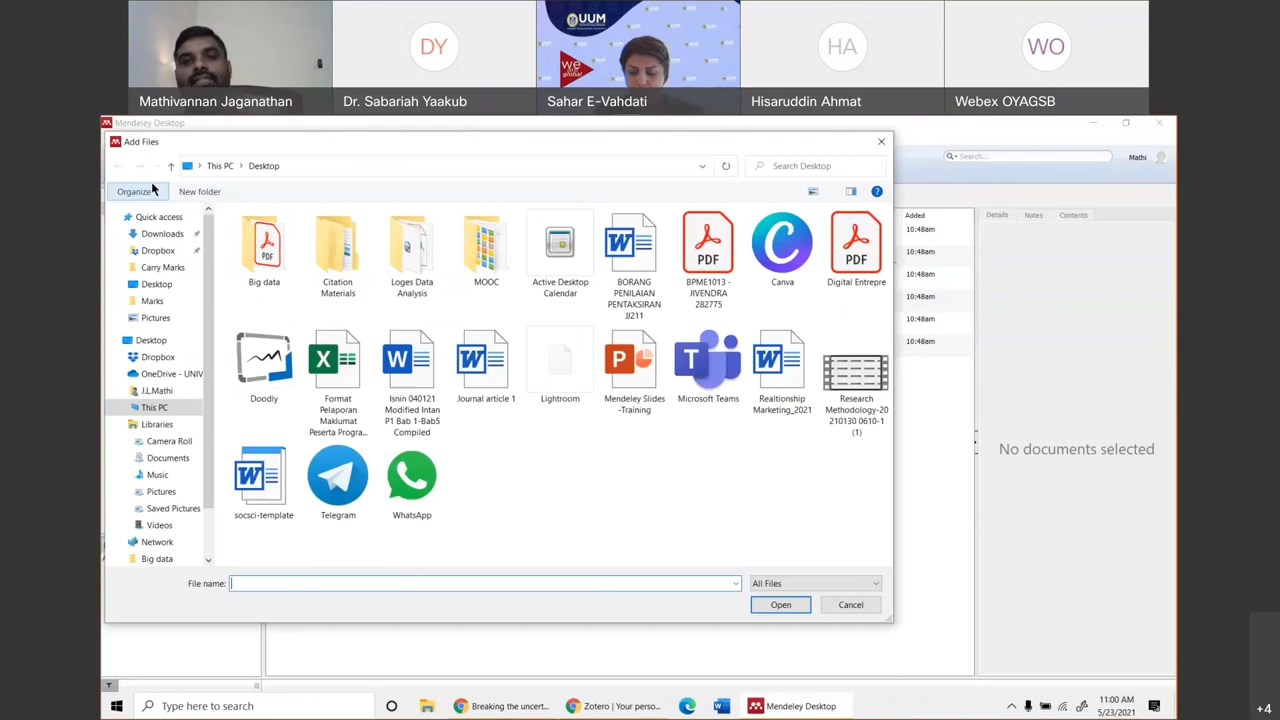 UUM
we
global
DY
HA
WO
Mathivannan Jaganathan
Dr. Sabariah Yaakub
Sahar E-Vahdati
Hisaruddin Ahmat
Webex OYAGSB
Mendeley Desktop
Add Files
This PC
Desktop
Search Desktop
Search...
Mathi
Organize
New folder
Quick access
Downloads
Dropbox
Carry Marks
Desktop
Marks
Pictures
Desktop
Dropbox
OneDrive - UNIV
J.L.Mathi
This PC
Libraries
Camera Roll
Documents
Music
Pictures
Saved Pictures
Videos
Network
Big data
Big data
Citation
Materials
Loges Data
Analysis
MOOC
Active Desktop
Calendar
BORANG
PENILAIAN
PENTAKSIRAN
JJ211
PDF
BPME1013 -
JIVENDRA
282775
Canva
PDF
Digital Entrepre
Doodly
Format
Pelaporan
Maklumat
Peserta Progra...
Isnin 040121
Modified Intan
P1 Bab 1-Bab5
Compiled
Journal article 1
Lightroom
Mendeley Slides
-Training
Microsoft Teams
Realtionship
Marketing_2021
Research
Methodology-20
210130 0610-1
(1)
socsci-template
Telegram
WhatsApp
File name:
All Files
Open
Cancel
Added
10:48am
10:48am
10:48am
10:48am
10:48am
10:48am
Details
Notes
Contents
No documents selected
Type here to search
Breaking the uncert...
Zotero | Your perso...
Mendeley Desktop
11:00 AM
5/23/2021
+4